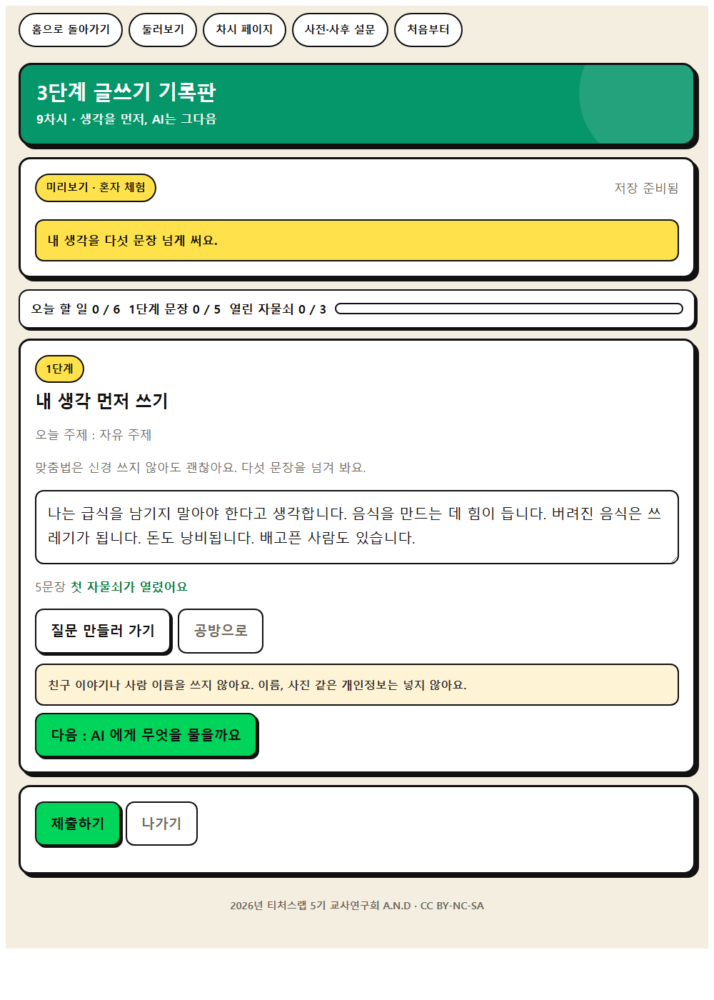 홈으로 돌아가기 둘러보기 차시 페이지 사전·사후 설문 처음부터
3단계 글쓰기 기록판
9차시 · 생각을 먼저, AI는 그다음
미리보기 · 혼자 체험 저장 준비됨
내 생각을 다섯 문장 넘게 써요.
오늘 할 일 0 / 6 1단계 문장 0 / 5 열린 자물쇠 0 / 3
1단계
내 생각 먼저 쓰기
오늘 주제 : 자유 주제
맞춤법은 신경 쓰지 않아도 괜찮아요. 다섯 문장을 넘겨 봐요.
나는 급식을 남기지 말아야 한다고 생각합니다. 음식을 만드는 데 힘이 듭니다. 버려진 음식은 쓰
레기가 됩니다. 돈도 낭비됩니다. 배고픈 사람도 있습니다.
5문장 첫 자물쇠가 열렸어요
질문 만들러 가기 공방으로
친구 이야기나 사람 이름을 쓰지 않아요. 이름, 사진 같은 개인정보는 넣지 않아요.
다음 : AI 에게 무엇을 물을까요
제출하기 나가기
2026년 티처스랩 5기 교사연구회 A.N.D · CC BY-NC-SA